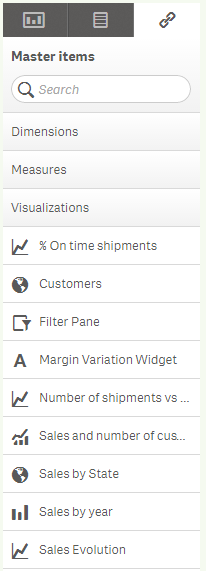 Master items
Search
Dimensions
Measures
Visualizations
% On time shipments
Customers
Filter Pane
A Margin Variation Widget
Number of shipments vs ...
Sales and number of cus...
Sales by State
Sales by year
Sales Evolution